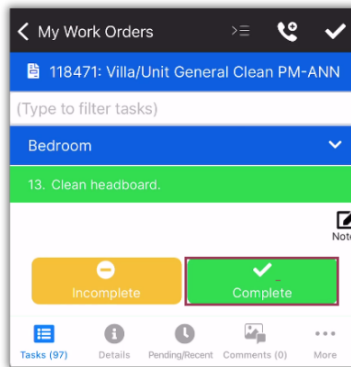 My Work Orders
118471: Villa/Unit General Clean PM-ANN
(Type to filter tasks)
Bedroom
13. Clean headboard.
Incomplete
Complete
Tasks (97) Details Pending/Recent Comments (0) More